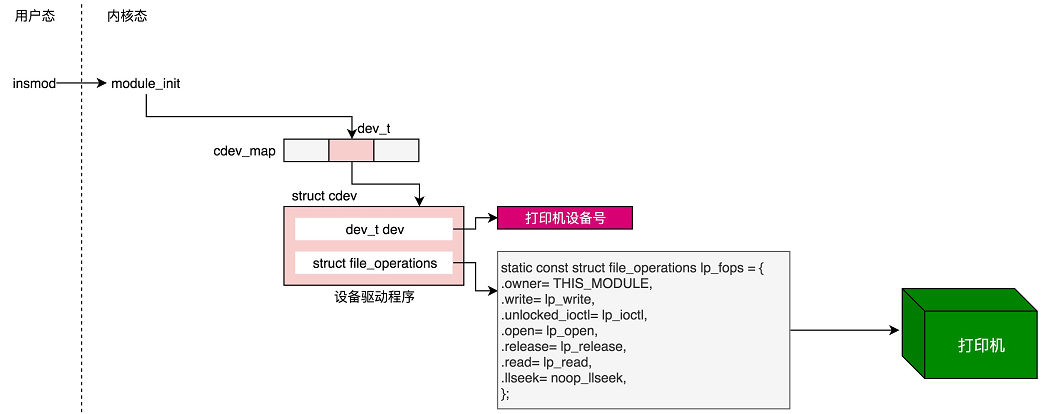 用户态
内核态
insmod
module_init
dev_t
cdev_map
struct cdev
dev_t dev
打印机设备号
struct file_operations
设备驱动程序
static const struct file_operations lp_fops = {
.owner= THIS_MODULE,
.write= lp_write,
.unlocked_ioctl= lp_ioctl,
.open= lp_open,
.release= lp_release,
.read= lp_read,
.llseek= noop_llseek,
};
打印机